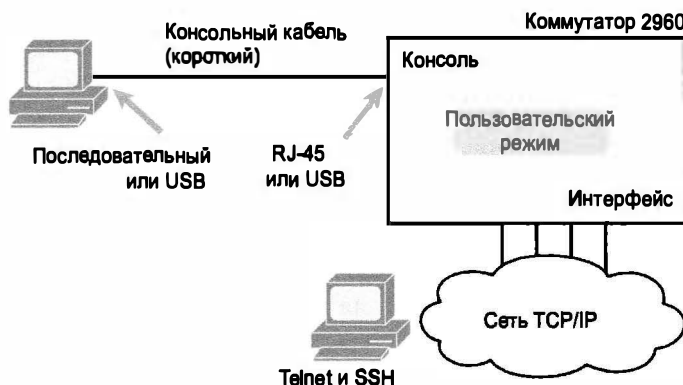 Консольный кабель
(короткий)
Коммутатор 2960
Консоль
Пользовательский
режим
Последовательный
или USB
RJ-45
или USB
Интерфейс
Сеть TCP/IP
Telnet и SSH